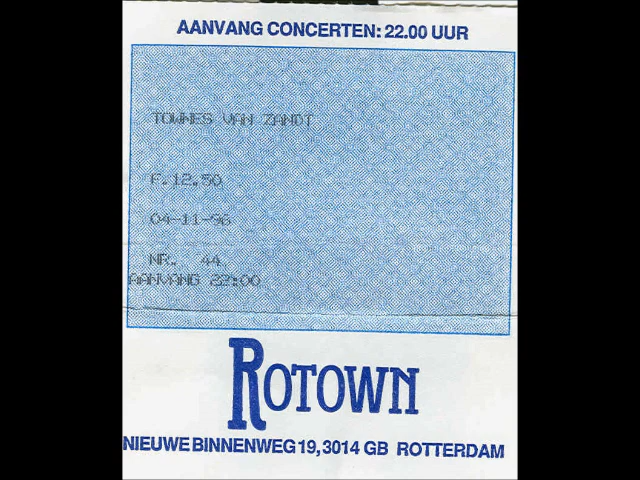 AANVANG CONCERTEN: 22.00 UUR
TOWNES VAN ZANDT
F.12.50
04-11-96
NR. 44
AANVANG 22:00
ROTOWN
NIEUWE BINNENWEG 19, 3014 GB ROTTERDAM